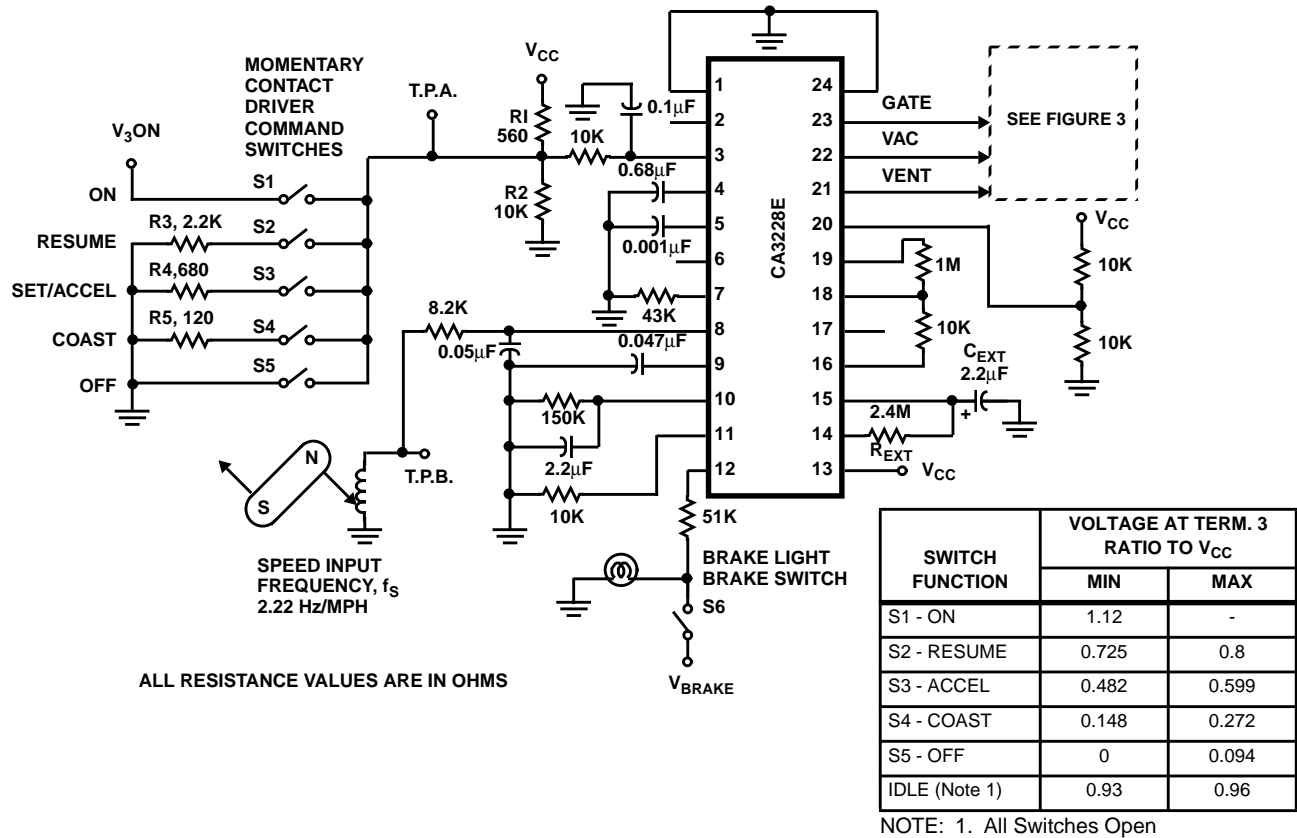 MOMENTARY
CONTACT
DRIVER
COMMAND
SWITCHES
V3ON
ON
RESUME
SET/ACCEL
COAST
OFF
S1
R3, 2.2K
S2
R4,680
S3
R5, 120
S4
S5
T.P.A.
VCC
RI
560
10K
0.1μF
R2
10K
0.68μF
0.001μF
43K
8.2K
0.05μF
0.047μF
150K
2.2μF
10K
51K
T.P.B.
N
S
SPEED INPUT
FREQUENCY, fS
2.22 Hz/MPH
BRAKE LIGHT
BRAKE SWITCH
S6
VBRAKE
CA3228E
1
2
3
4
5
6
7
8
9
10
11
12
24
23
22
21
20
19
18
17
16
15
14
13
GATE
VAC
VENT
SEE FIGURE 3
VCC
10K
10K
1M
10K
CEXT
2.2μF
+
2.4M
REXT
VCC
ALL RESISTANCE VALUES ARE IN OHMS
SWITCH FUNCTION
VOLTAGE AT TERM. 3 RATIO TO VCC
MIN MAX
S1 - ON 1.12 -
S2 - RESUME 0.725 0.8
S3 - ACCEL 0.482 0.599
S4 - COAST 0.148 0.272
S5 - OFF 0 0.094
IDLE (Note 1) 0.93 0.96
NOTE: 1. All Switches Open